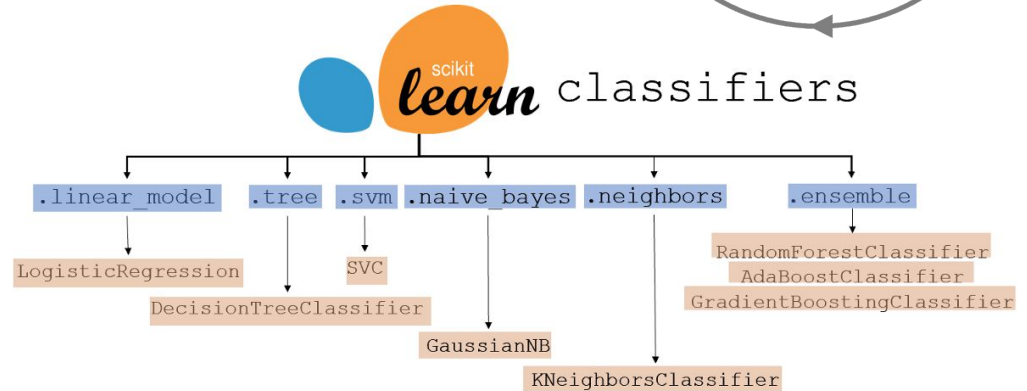 scikit
learn classifiers
.linear_model .tree .svm .naive_bayes .neighbors .ensemble
LogisticRegression
SVC
RandomForestClassifier
AdaBoostClassifier
GradientBoostingClassifier
DecisionTreeClassifier
GaussianNB
KNeighborsClassifier